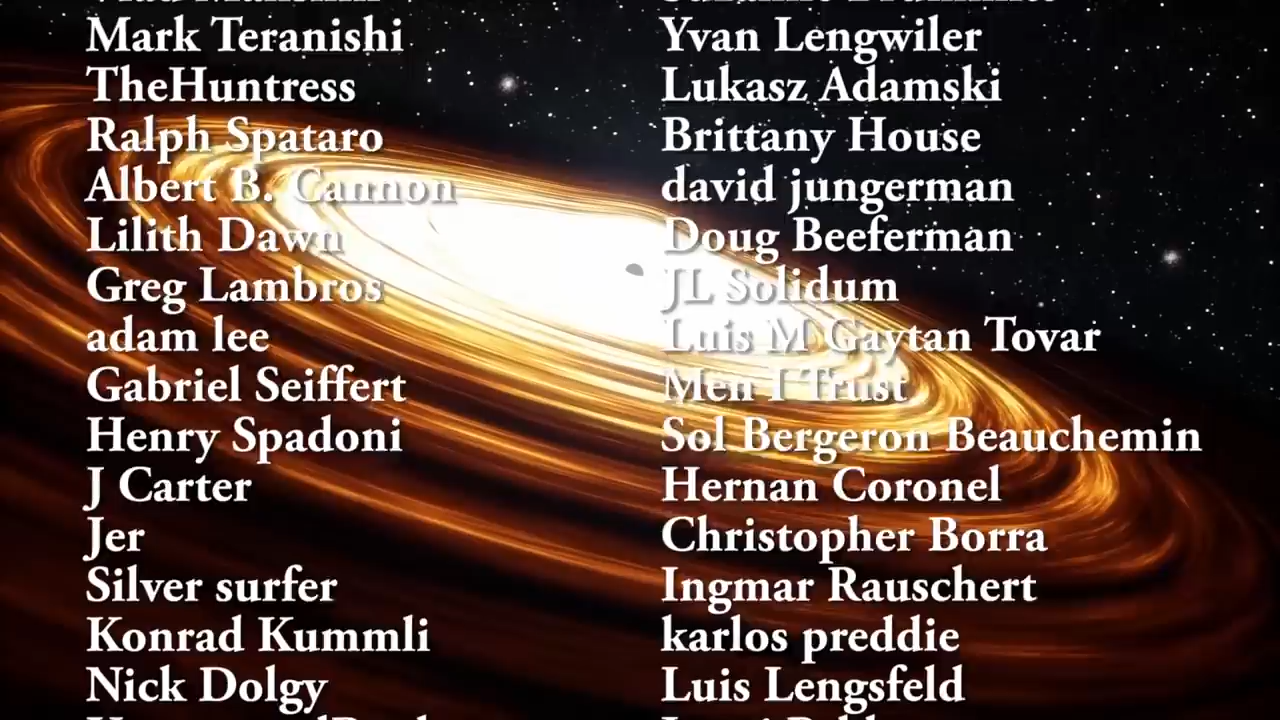 Mark Teranishi
TheHuntress
Ralph Spataro
Albert B. Cannon
Lilith Dawn
Greg Lambros
adam lee
Gabriel Seiffert
Henry Spadoni
J Carter
Jer
Silver surfer
Konrad Kummli
Nick Dolgy
Yvan Lengwiler
Lukasz Adamski
Brittany House
david jungerman
Doug Beeferman
JL Solidum
Luis M Gaytan Tovar
Men I Trust
Sol Bergeron Beauchemin
Hernan Coronel
Christopher Borra
Ingmar Rauschert
karlos preddie
Luis Lengsfeld